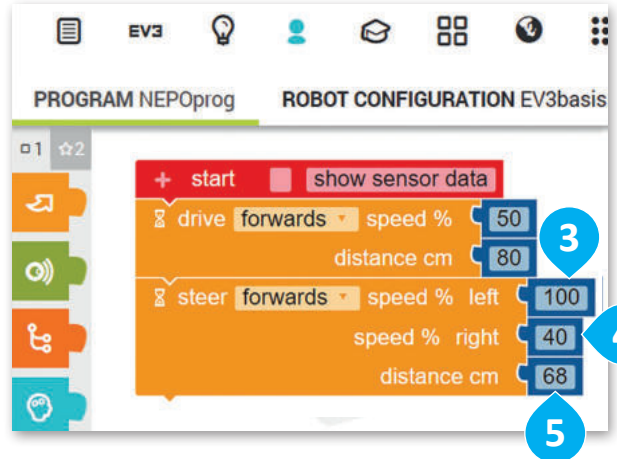 EV3
PROGRAM NEPOprog ROBOT CONFIGURATION EV3basis
1 2
+ start show sensor data
drive forwards speed % 50
distance cm 80
3
steer forwards speed % left 100
speed % right 40
4
distance cm 68
5